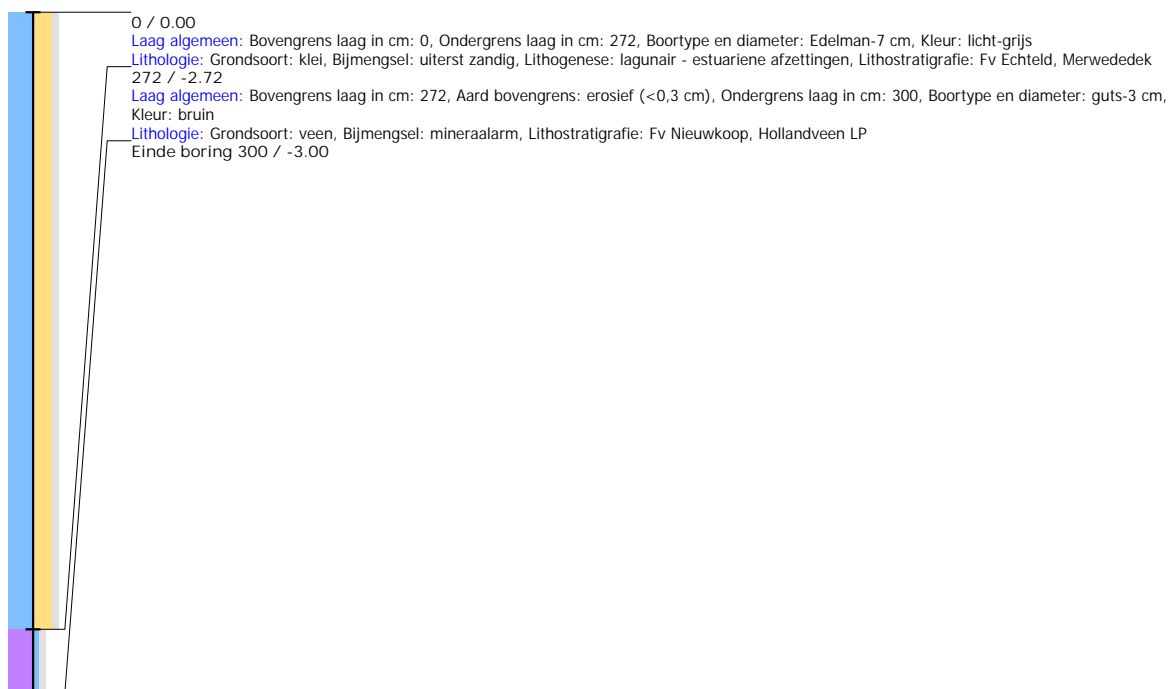 0 / 0.00
Laag algemeen: Bovengrens laag in cm: 0, Ondergrens laag in cm: 272, Boortype en diameter: Edelman-7 cm, Kleur: licht-grijs
Lithologie: Grondsoort: klei, Bijmengsel: uiterst zandig, Lithogenese: lagunair - estuariene afzettingen, Lithostratigrafie: Fv Echteld, Merwededek
272 / -2.72
Laag algemeen: Bovengrens laag in cm: 272, Aard bovengrens: erosief (<0,3 cm), Ondergrens laag in cm: 300, Boortype en diameter: guts-3 cm,
Kleur: bruin
Lithologie: Grondsoort: veen, Bijmengsel: mineraalarm, Lithostratigrafie: Fv Nieuwkoop, Hollandveen LP
Einde boring 300 / -3.00